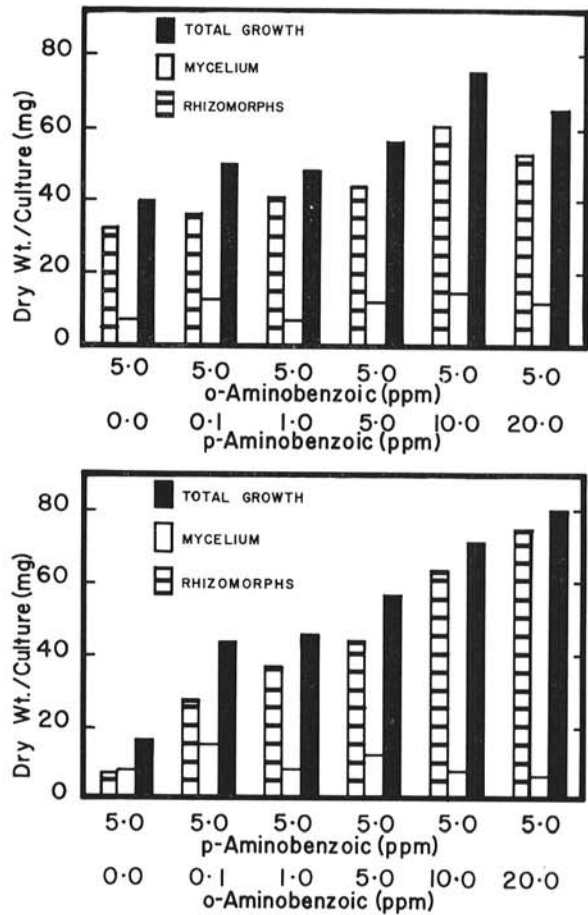 80
60
40
20
0
Dry Wt./Culture (mg)
TOTAL GROWTH
MYCELIUM
RHIZOMORPHS
5·0 5·0 5·0 5·0 5·0 5·0
o-Aminobenzoic (ppm)
0·0 0·1 1·0 5·0 10·0 20·0
p-Aminobenzoic (ppm)
80
60
40
20
0
Dry Wt./Culture (mg)
TOTAL GROWTH
MYCELIUM
RHIZOMORPHS
5·0 5·0 5·0 5·0 5·0 5·0
p-Aminobenzoic (ppm)
0·0 0·1 1·0 5·0 10·0 20·0
o-Aminobenzoic (ppm)